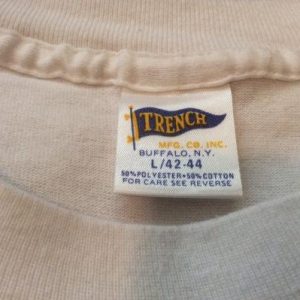 TRENCH
MFG. CO. INC.
BUFFALO, N.Y.
L/42-44
50% POLYESTER • 50% COTTON
FOR CARE SEE REVERSE